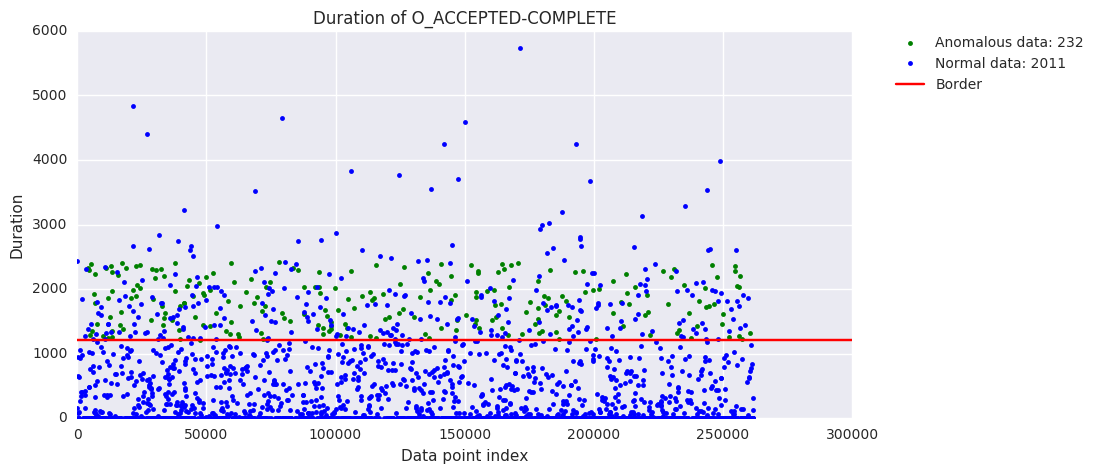 Duration of O_ACCEPTED-COMPLETE
6000
5000
4000
3000
2000
1000
0
Duration
0 50000 100000 150000 200000 250000 300000
Data point index
Anomalous data: 232
Normal data: 2011
Border